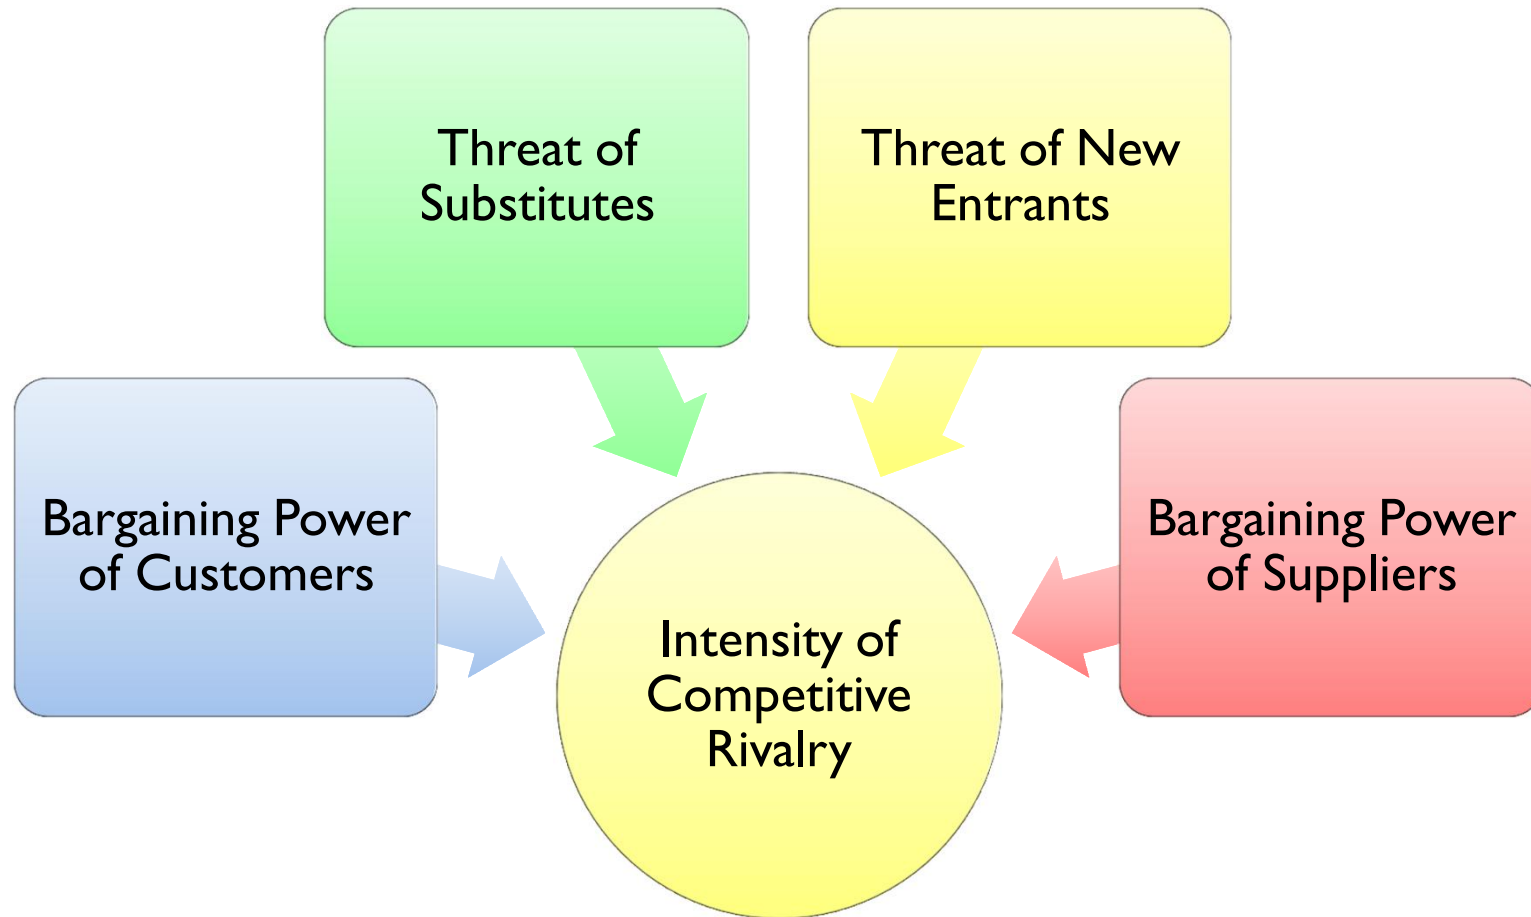 Threat of
Substitutes
Threat of New
Entrants
Bargaining Power
of Customers
Bargaining Power
of Suppliers
Intensity of
Competitive
Rivalry